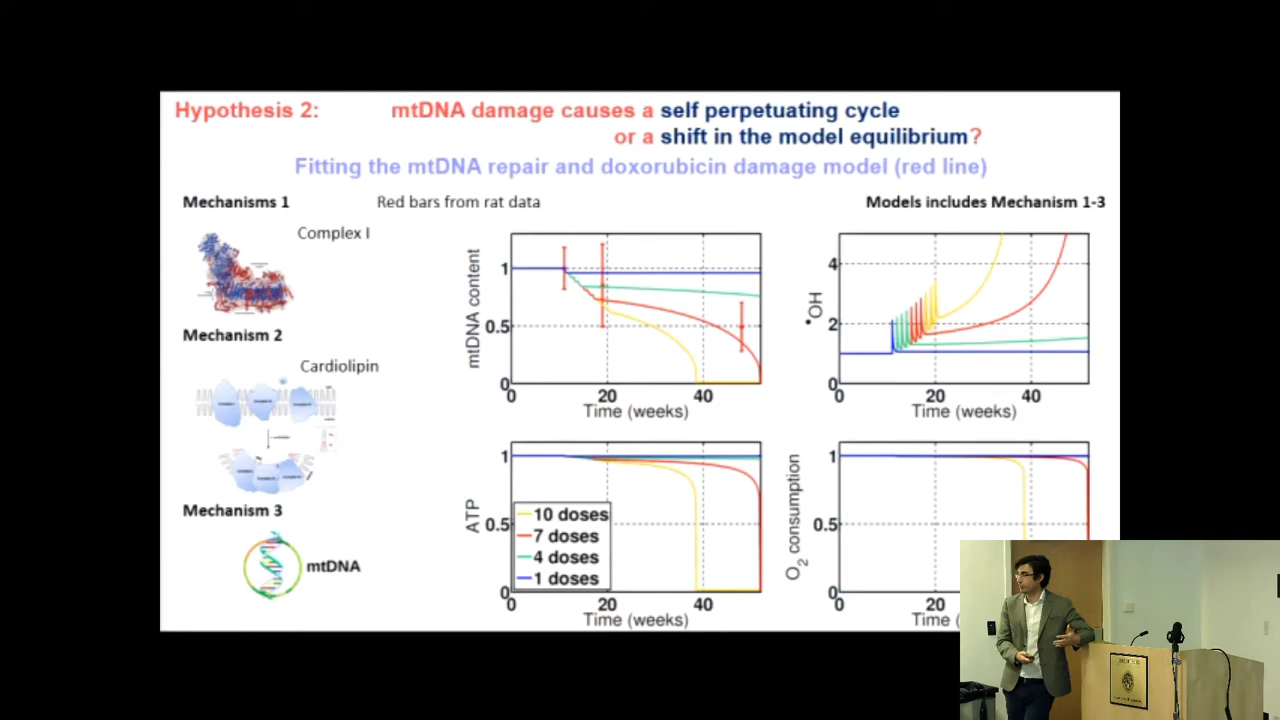 Hypothesis 2: mtDNA damage causes a self perpetuating cycle
or a shift in the model equilibrium?
Fitting the mtDNA repair and doxorubicin damage model (red line)
Mechanisms 1
Red bars from rat data
Models includes Mechanism 1-3
Complex I
Mechanism 2
Cardiolipin
Mechanism 3
mtDNA
mtDNA content
1
0.5
0
0 20 40
Time (weeks)
•OH
4
2
0
0 20 40
Time (weeks)
ATP
1
0.5
0
10 doses
7 doses
4 doses
1 doses
0 20 40
Time (weeks)
O2 consumption
1
0.5
0
0 20
Time (weeks)